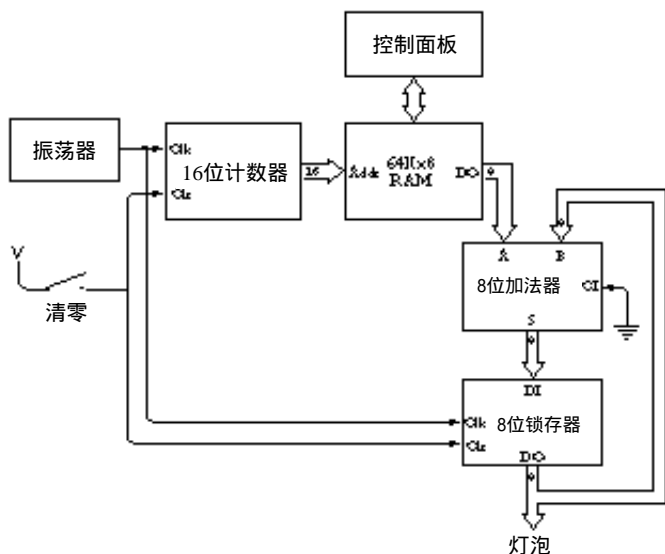 控制面板
振荡器
Clk
16位计数器
Clr
16
Addr
64K×8
RAM
DO
8
8
A
B
8位加法器
CI
S
8
V
清零
DI
Clk
8位锁存器
Clr
DO
8
灯泡